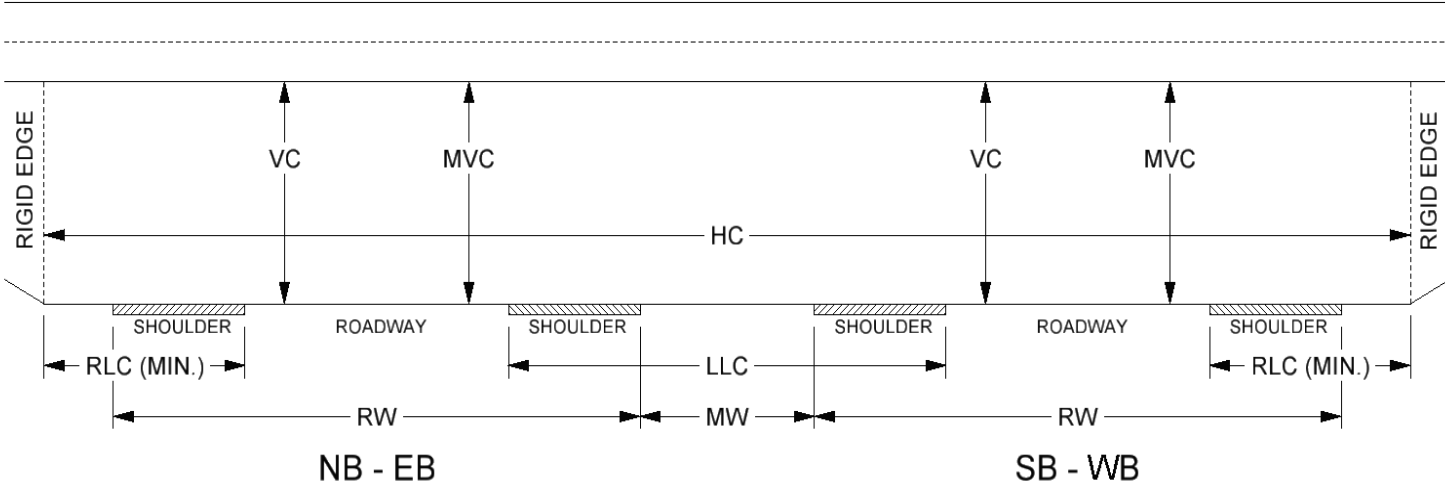 RIGID EDGE
VC
MVC
VC
MVC
RIGID EDGE
HC
SHOULDER
ROADWAY
SHOULDER
SHOULDER
ROADWAY
SHOULDER
RLC (MIN.)
LLC
RLC (MIN.)
RW
MW
RW
NB - EB
SB - WB